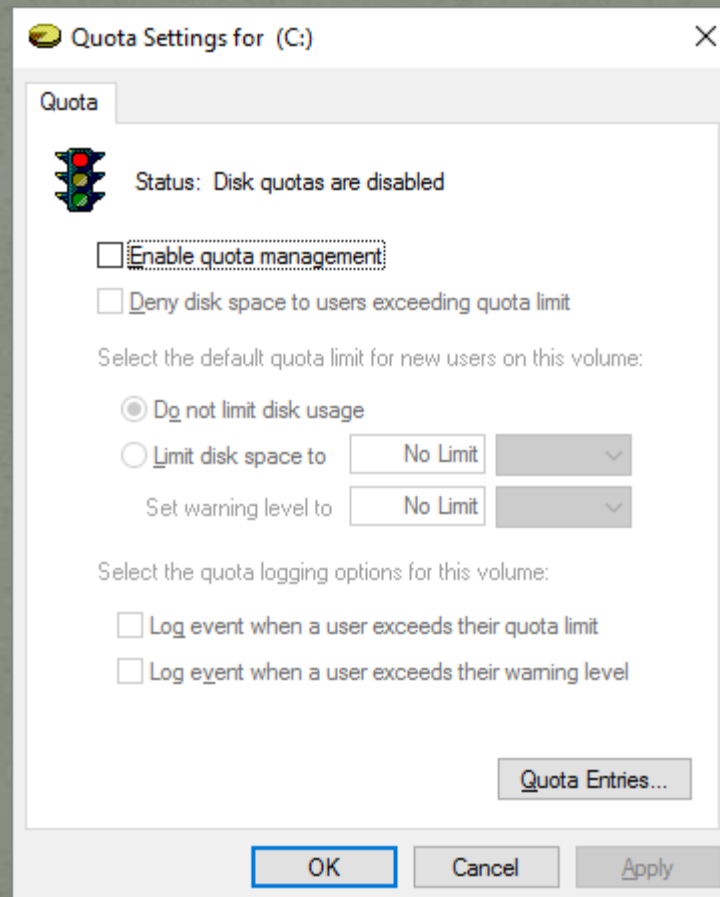 Quota Settings for (C:)
Quota
Status: Disk quotas are disabled
Enable quota management
Deny disk space to users exceeding quota limit
Select the default quota limit for new users on this volume:
Do not limit disk usage
Limit disk space to No Limit
Set warning level to No Limit
Select the quota logging options for this volume:
Log event when a user exceeds their quota limit
Log event when a user exceeds their warning level
Quota Entries...
OK Cancel Apply